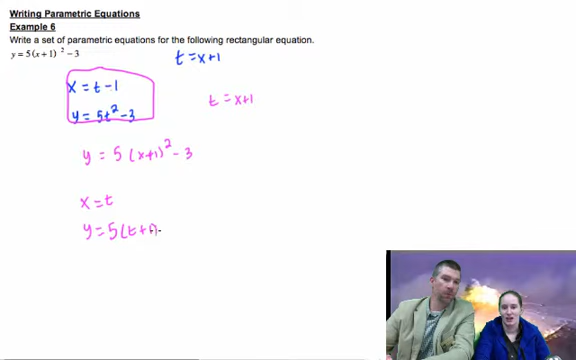 Writing Parametric Equations
Example 6
Write a set of parametric equations for the following rectangular equation.
y = 5(x + 1)² − 3
t = x+1
x = t − 1
y = 5t² − 3
t = x+1
y = 5(x+1)² − 3
x = t
y = 5(t+1)